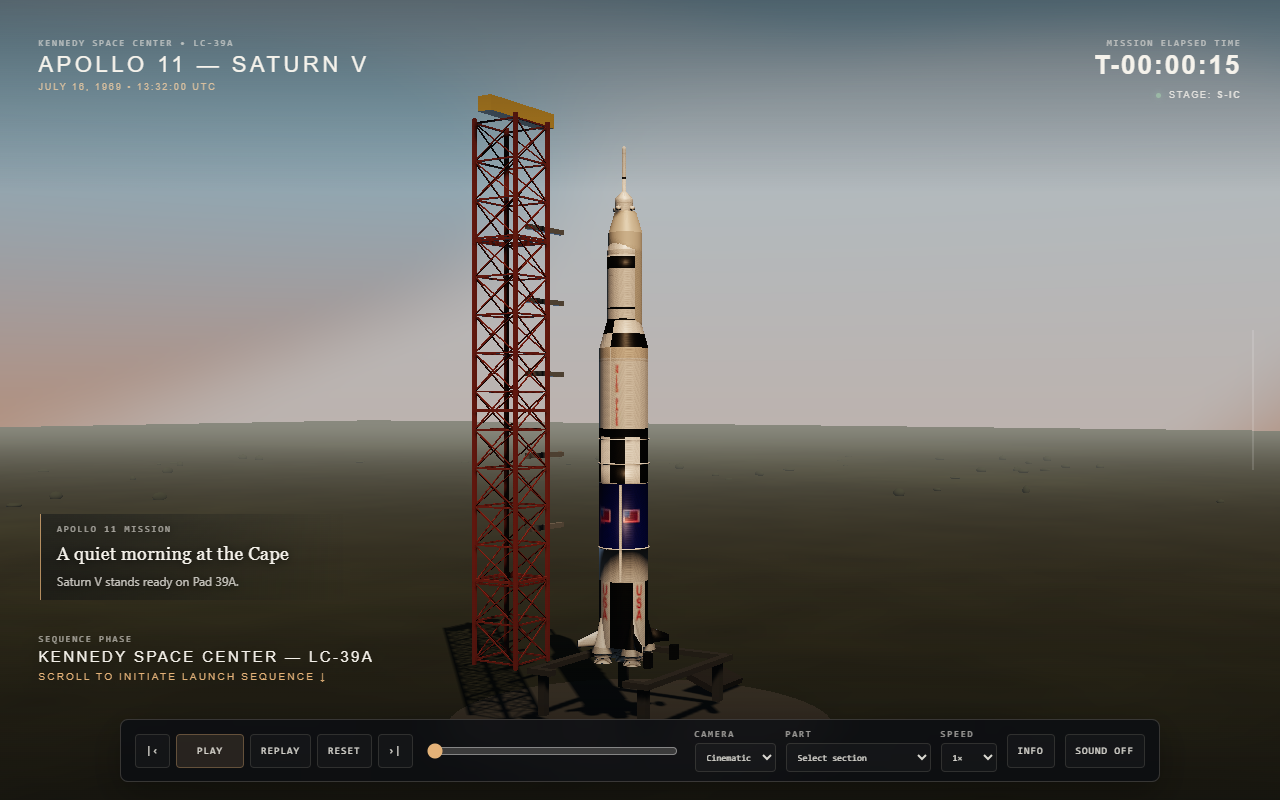 KENNEDY SPACE CENTER • LC-39A
APOLLO 11 — SATURN V
JULY 16, 1969 • 13:32:00 UTC
MISSION ELAPSED TIME
T-00:00:15
STAGE: S-IC
USA
USA
APOLLO 11 MISSION
A quiet morning at the Cape
Saturn V stands ready on Pad 39A.
SEQUENCE PHASE
KENNEDY SPACE CENTER — LC-39A
SCROLL TO INITIATE LAUNCH SEQUENCE ↓
|‹ PLAY REPLAY RESET ›|
CAMERA PART SPEED
Cinematic Select section 1× INFO SOUND OFF